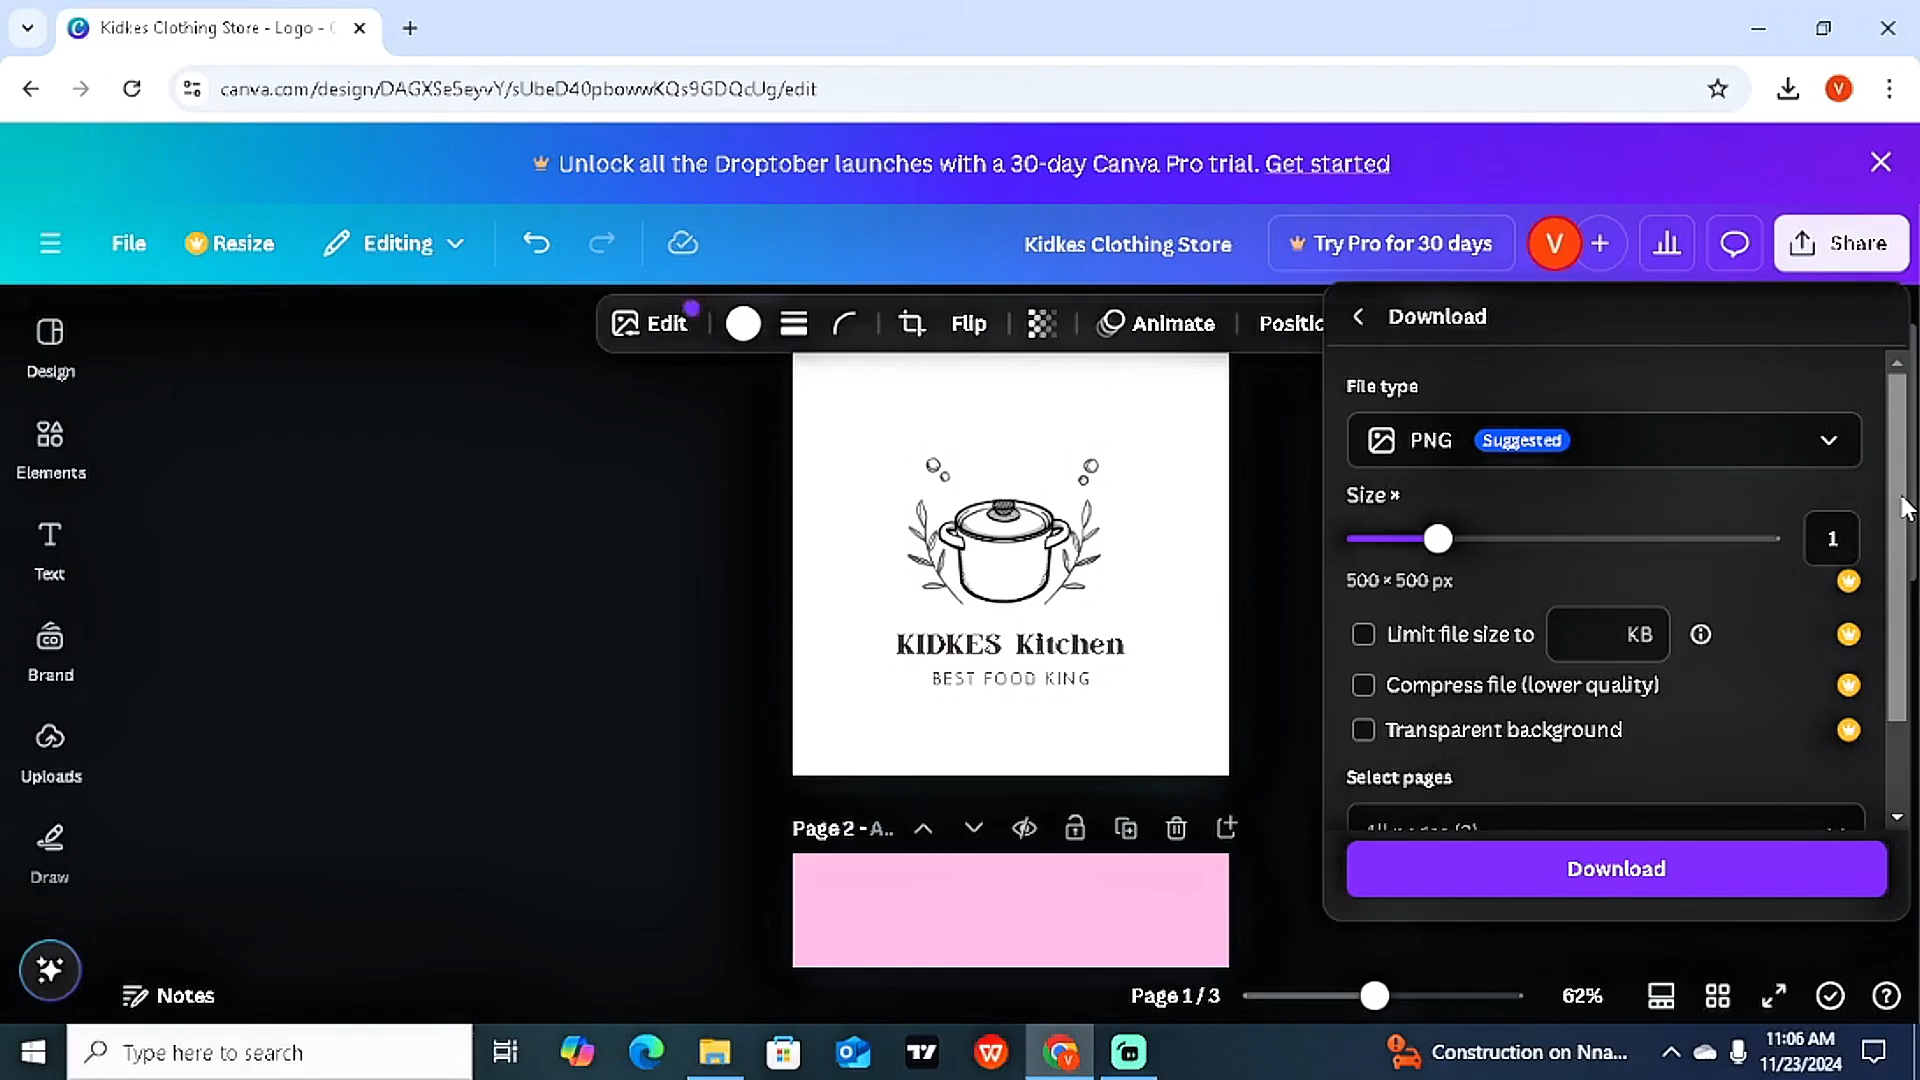 Kidkes Clothing Store - Logo - C
canva.com/design/DAGXSe5eyvY/sUbeD40pbowwKQs9GDQcUg/edit
V
Unlock all the Droptober launches with a 30-day Canva Pro trial. Get started
File
Resize
Editing
Kidkes Clothing Store
Try Pro for 30 days
V
Share
Design
Elements
Text
Brand
Uploads
Draw
Edit
Flip
Animate
Positio
KIDKES Kitchen
BEST FOOD KING
Page 2 - A..
Download
File type
PNG Suggested
Size ×
1
500 × 500 px
Limit file size to KB
Compress file (lower quality)
Transparent background
Select pages
Download
Notes
Page 1 / 3
62%
Type here to search
Construction on Nna...
11:06 AM
11/23/2024